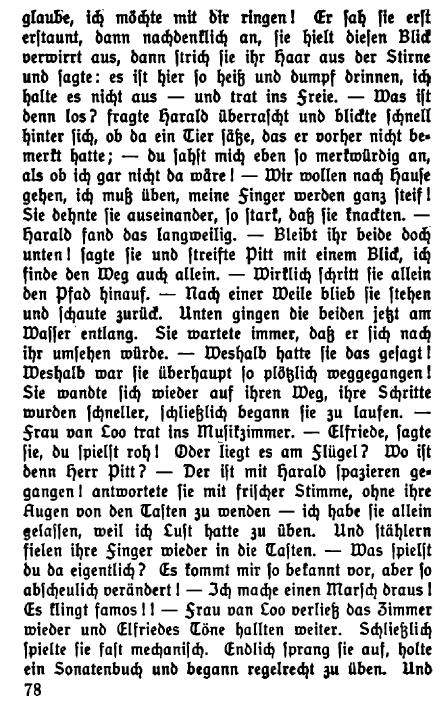 glaube, ich möchte mit dir ringen! Er sah sie erst
erstaunt, dann nachdenklich an, sie hielt diesen Blick
verwirrt aus, dann strich sie ihr Haar aus der Stirne
und sagte: es ist hier so heiß und dumpf drinnen, ich
halte es nicht aus — und trat ins Freie. — Was ist
denn los? fragte Harald überrascht und blickte schnell
hinter sich, ob da ein Tier säße, das er vorher nicht be-
merkt hatte; — du sahst mich eben so merkwürdig an,
als ob ich gar nicht da wäre! — Wir wollen nach Hause
gehen, ich muß üben, meine Finger werden ganz steif!
Sie dehnte sie auseinander, so stark, daß sie knackten. —
Harald fand das langweilig. — Bleibt ihr beide doch
unten! sagte sie und streifte Pitt mit einem Blick, ich
finde den Weg auch allein. — Wirklich schritt sie allein
den Pfad hinauf. — Nach einer Weile blieb sie stehen
und schaute zurück. Unten gingen die beiden jetzt am
Wasser entlang. Sie wartete immer, daß er sich nach
ihr umsehen würde. — Weshalb hatte sie das gesagt!
Weshalb war sie überhaupt so plötzlich weggegangen!
Sie wandte sich wieder auf ihren Weg, ihre Schritte
wurden schneller, schließlich begann sie zu laufen. —
Frau van Loo trat ins Musikzimmer. — Elfriede, sagte
sie, du spielst roh! Oder liegt es am Flügel? Wo ist
denn Herr Pitt? — Der ist mit Harald spazieren ge-
gangen! antwortete sie mit frischer Stimme, ohne ihre
Augen von den Tasten zu wenden — ich habe sie allein
gelassen, weil ich Lust hatte zu üben. Und stählern
fielen ihre Finger wieder in die Tasten. — Was spielst
du da eigentlich? Es kommt mir so bekannt vor, aber so
abscheulich verändert! — Ich mache einen Marsch draus!
Es klingt famos!! — Frau van Loo verließ das Zimmer
wieder und Elfriedes Töne hallten weiter. Schließlich
spielte sie fast mechanisch. Endlich sprang sie auf, holte
ein Sonatenbuch und begann regelrecht zu üben. Und
78